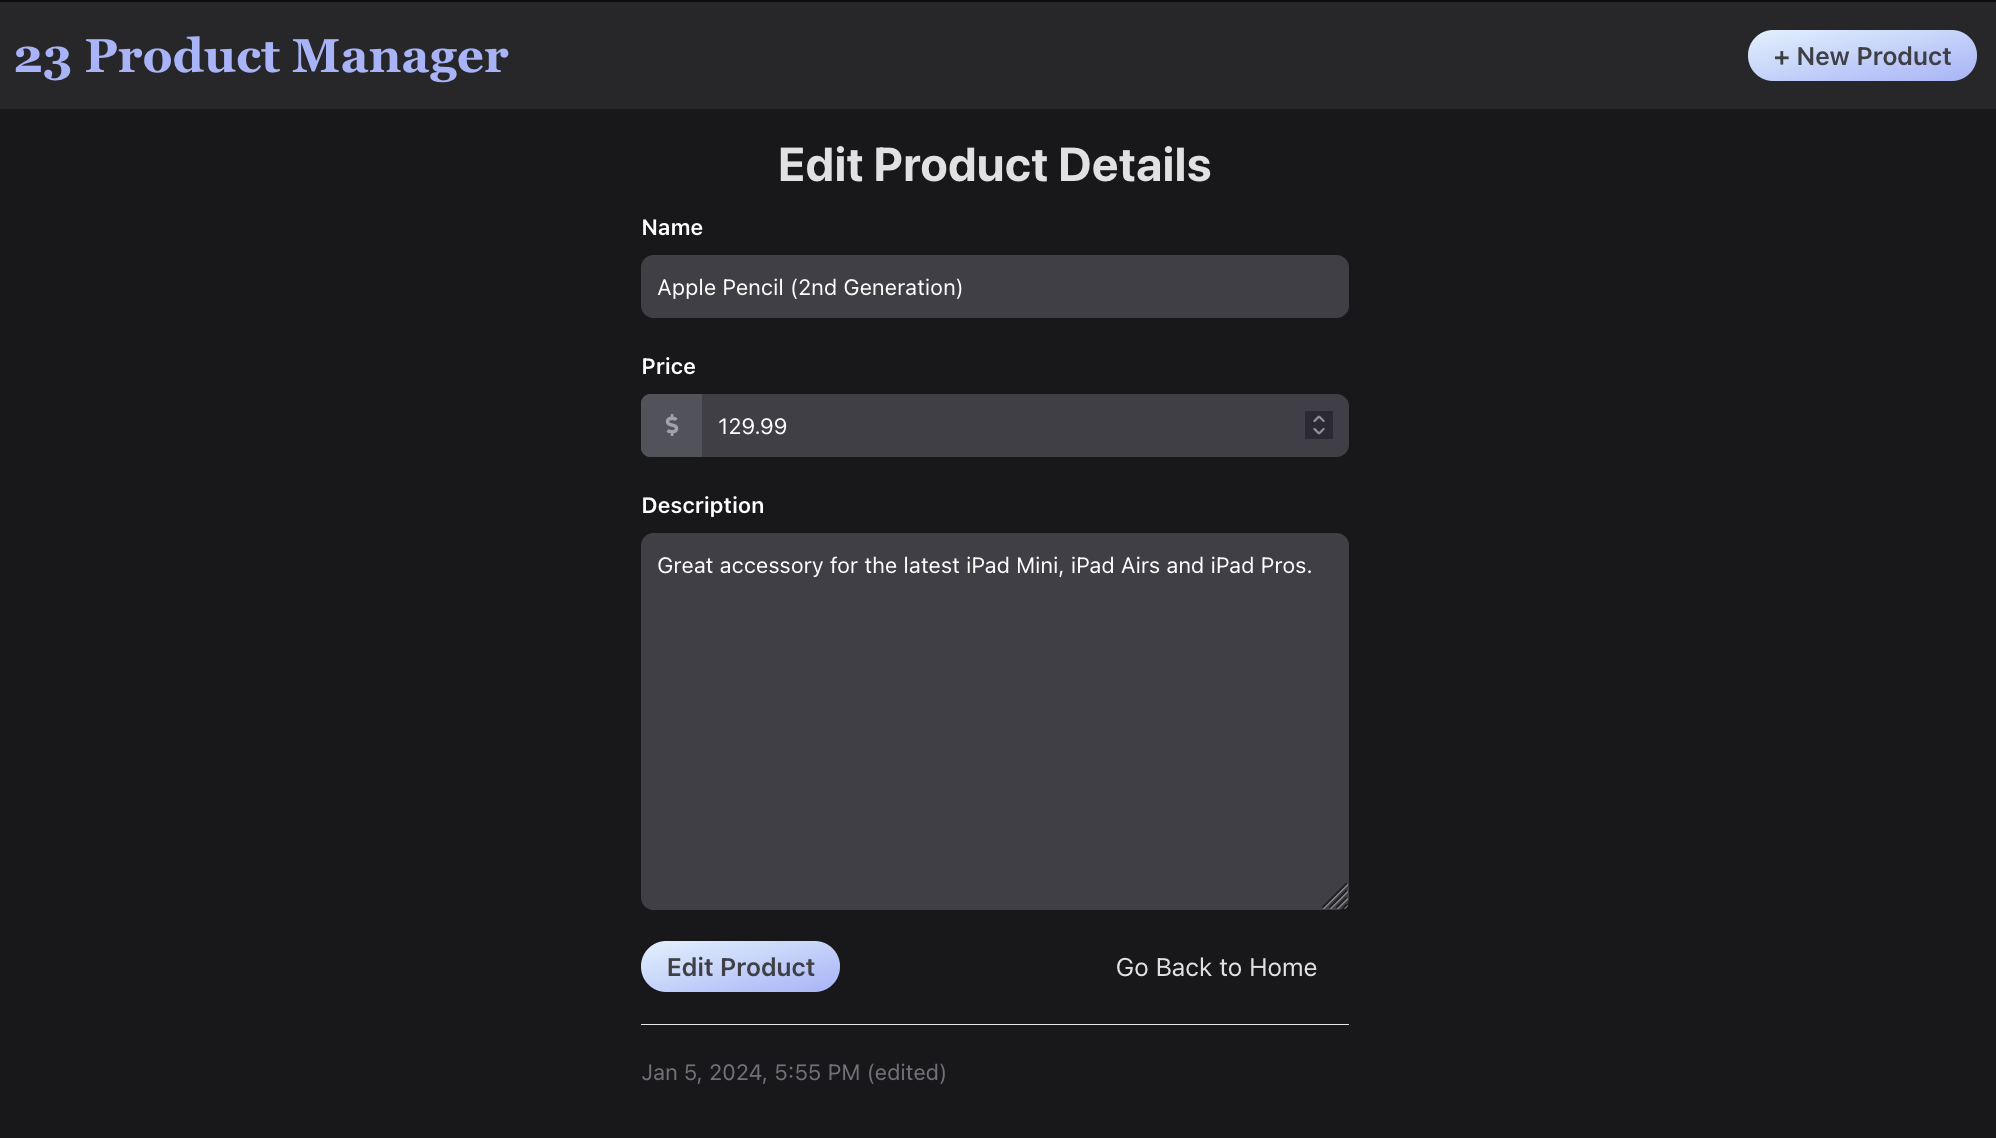 23 Product Manager
+ New Product
Edit Product Details
Name
Apple Pencil (2nd Generation)
Price
$ 129.99
Description
Great accessory for the latest iPad Mini, iPad Airs and iPad Pros.
Edit Product
Go Back to Home
Jan 5, 2024, 5:55 PM (edited)